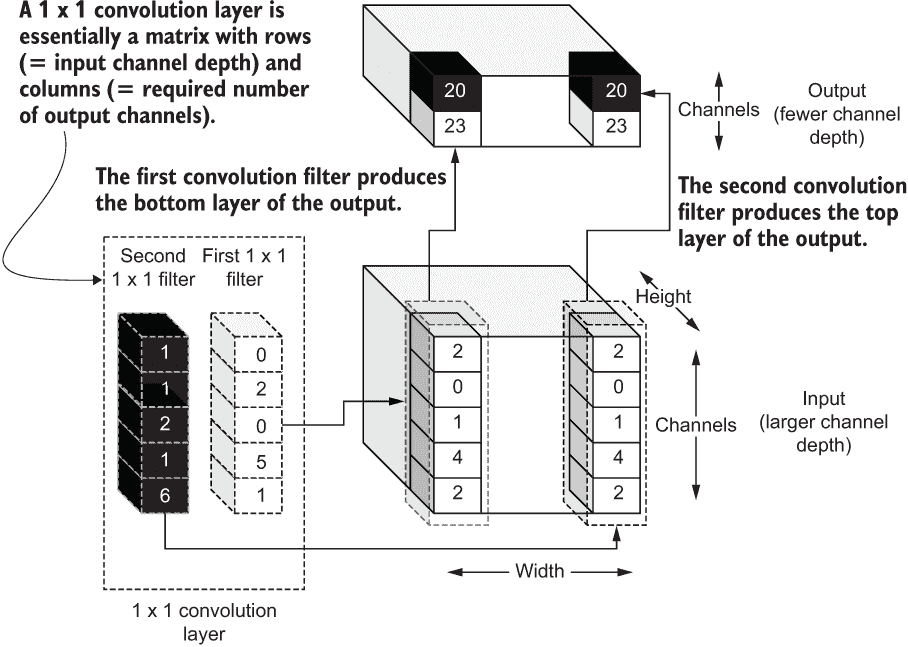 A 1 x 1 convolution layer is
essentially a matrix with rows
(= input channel depth) and
columns (= required number
of output channels).
20
23
20
23
Channels
Output
(fewer channel
depth)
The first convolution filter produces
the bottom layer of the output.
The second convolution
filter produces the top
layer of the output.
Second
1 x 1 filter
First 1 x 1
filter
1
1
2
1
6
0
2
0
5
1
2
0
1
4
2
2
0
1
4
2
Height
Channels
Input
(larger channel
depth)
Width
1 x 1 convolution
layer